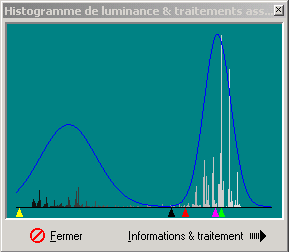 Histogramme de luminance & traitements ass...
Fermer
Informations & traitement